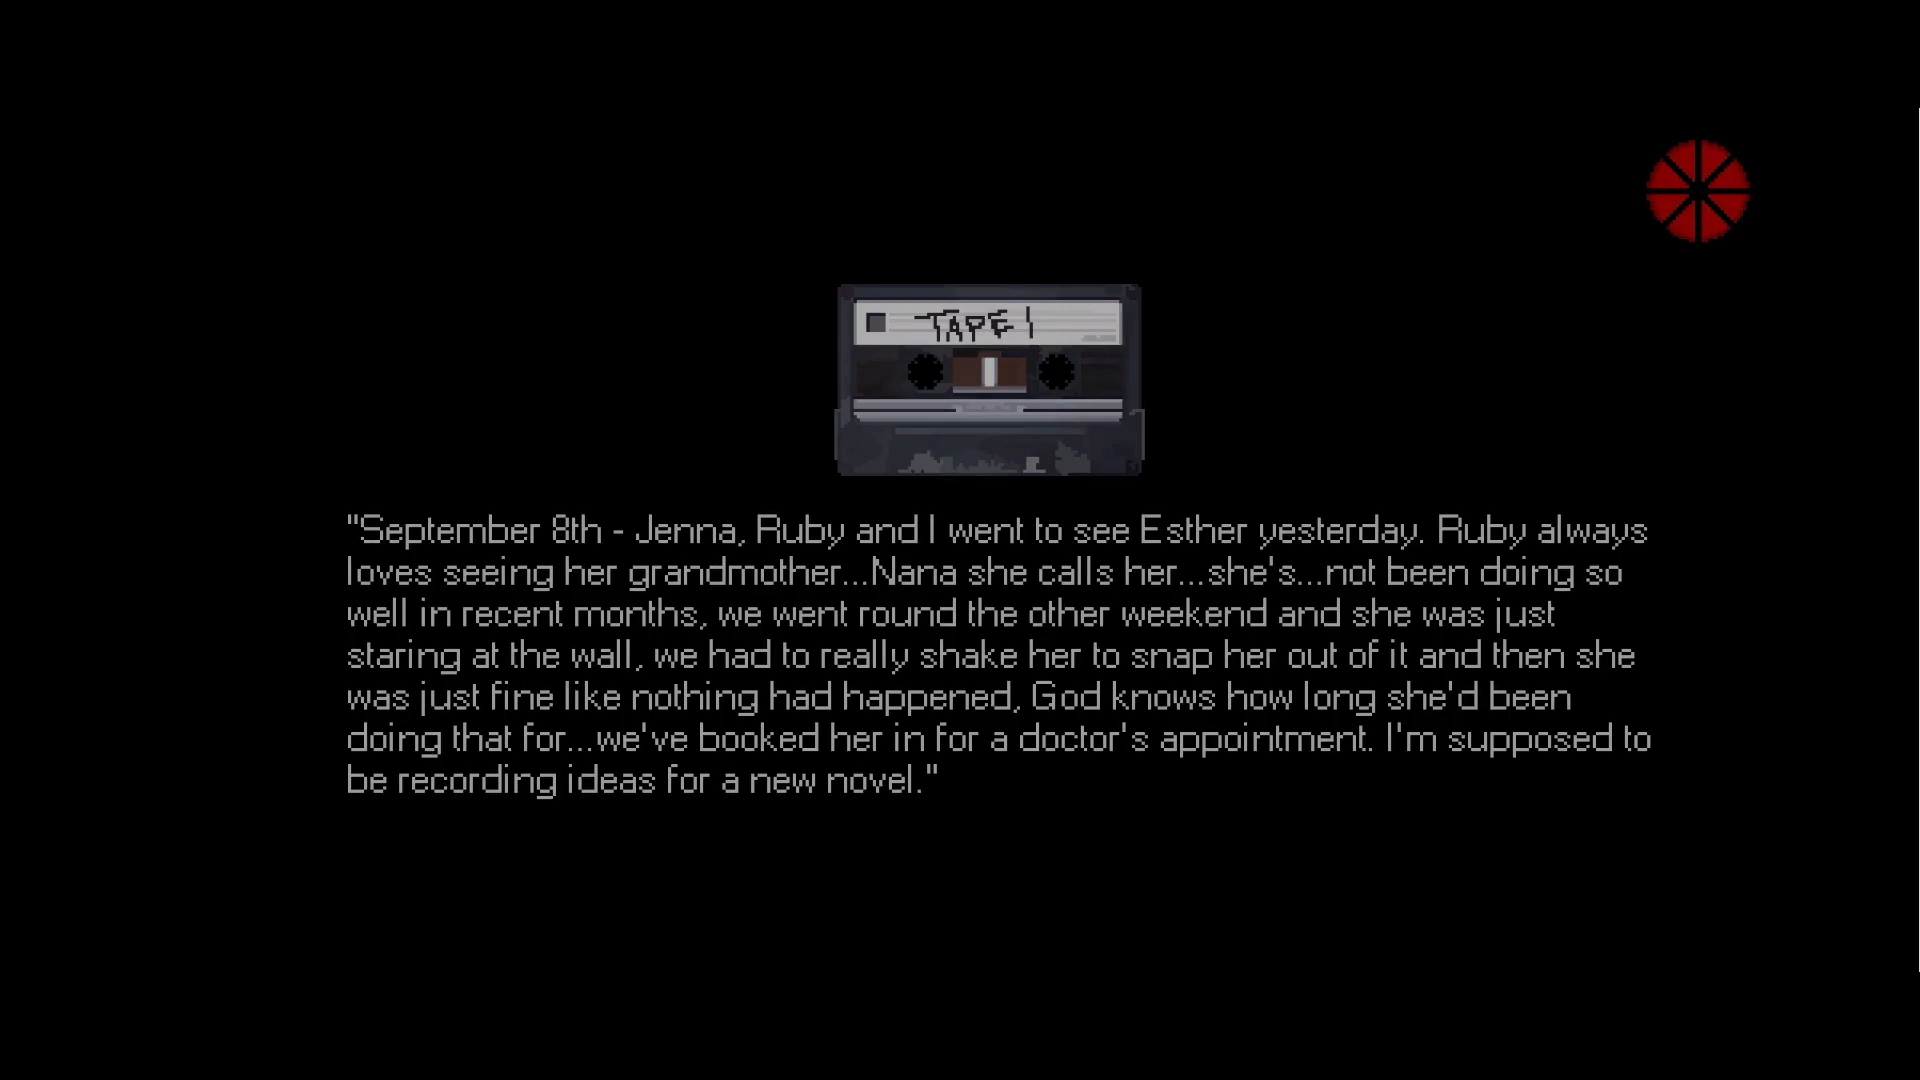 TAPE 1
"September 8th - Jenna, Ruby and I went to see Esther yesterday. Ruby always
loves seeing her grandmother...Nana she calls her...she's...not been doing so
well in recent months, we went round the other weekend and she was just
staring at the wall, we had to really shake her to snap her out of it and then she
was just fine like nothing had happened, God knows how long she'd been
doing that for...we've booked her in for a doctor's appointment. I'm supposed to
be recording ideas for a new novel."